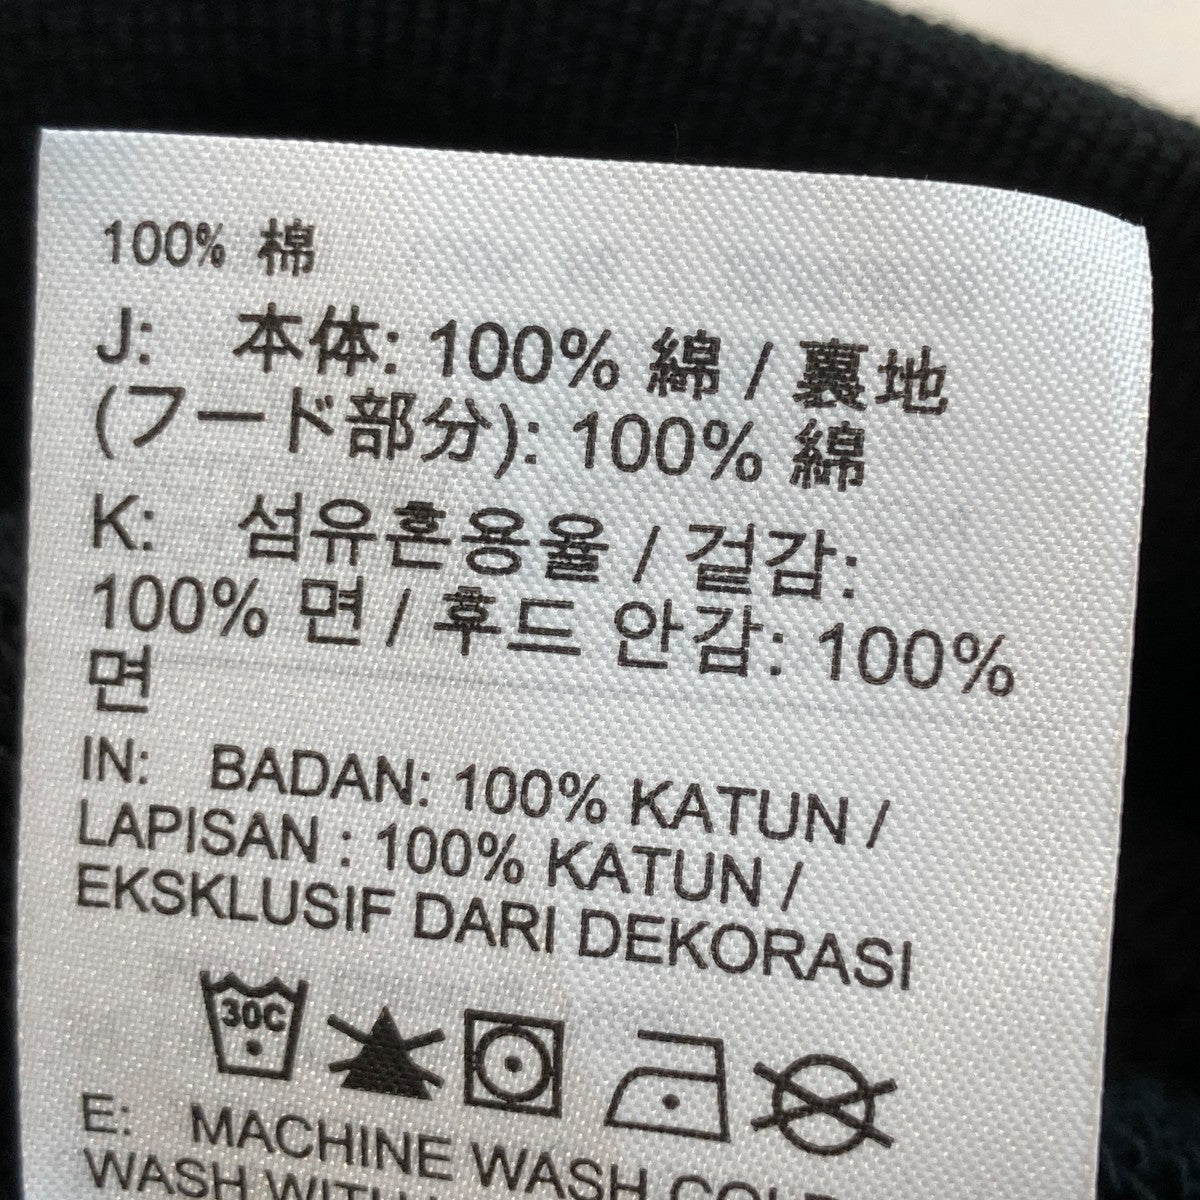 100% 棉
J: 本体: 100% 綿 / 裏地
(フード部分): 100% 綿
K: 섬유혼용율 / 겉감:
100% 면 / 후드 안감: 100%
면
IN: BADAN: 100% KATUN /
LAPISAN : 100% KATUN /
EKSKLUSIF DARI DEKORASI
30C
E: MACHINE WASH COLD
WASH WITH